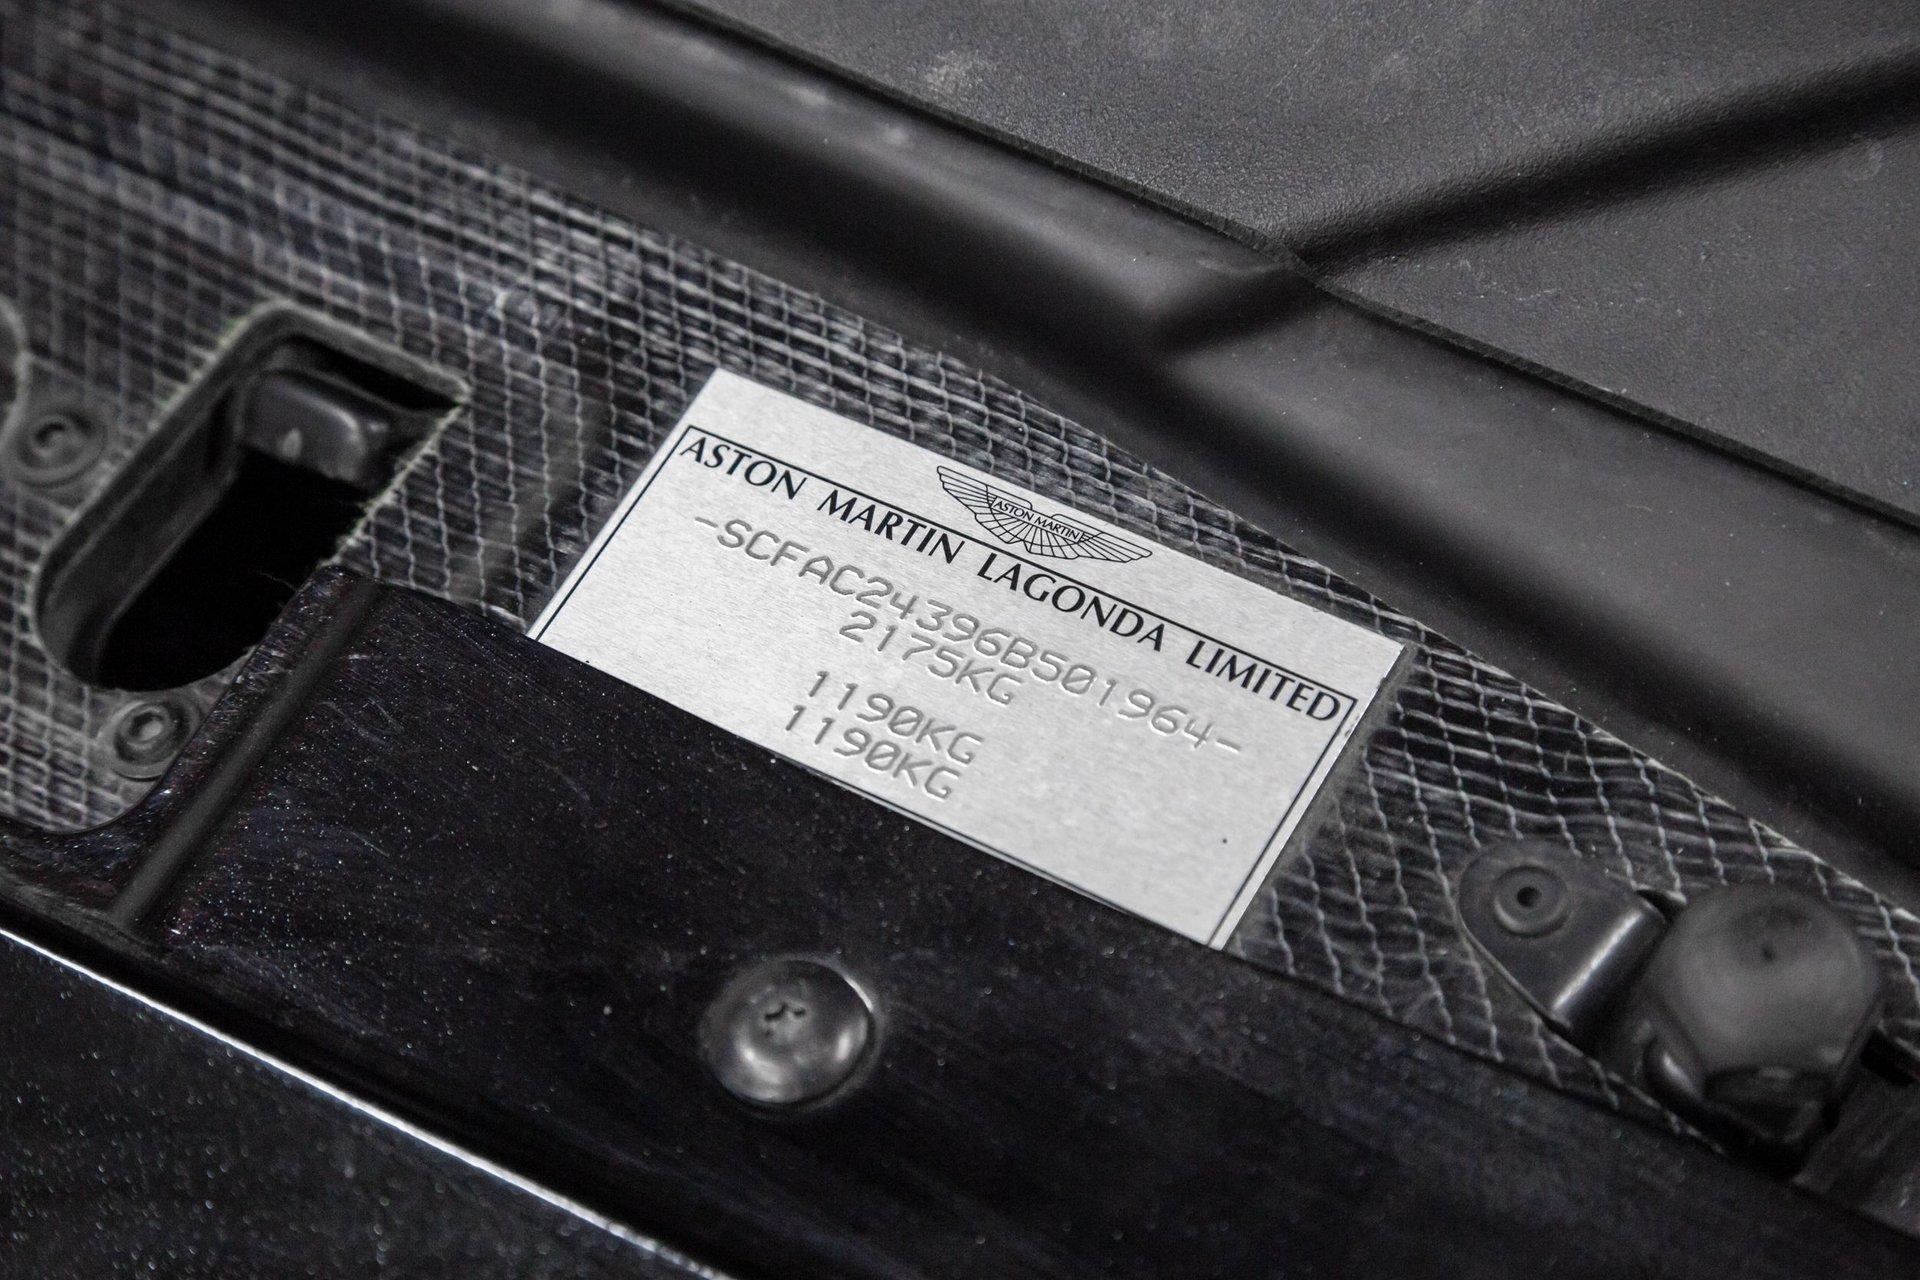 ASTON MARTIN
ASTON MARTIN LAGONDA LIMITED
-SCFAC24396B501964-
2175KG
1190KG
1190KG